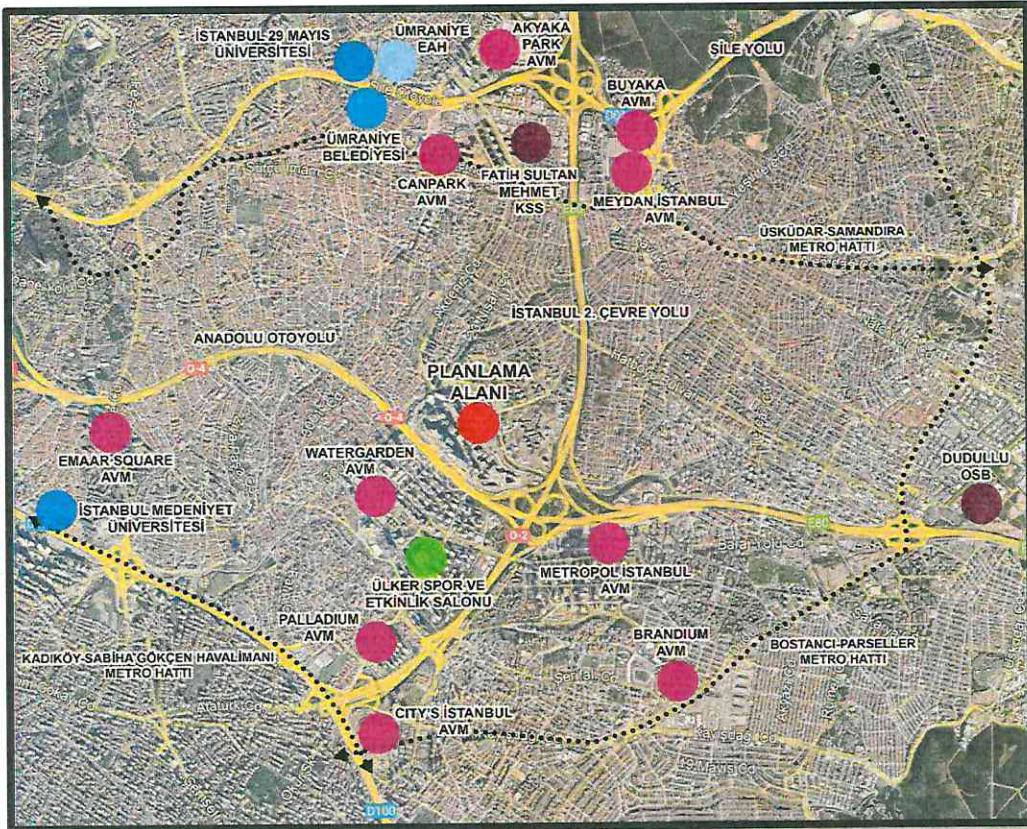 İSTANBUL 29 MAYIS
ÜNİVERSİTESİ
ÜMRANİYE
EAH
AKYAKA
PARK
AVM
ŞİLE YOLU
BUYAKA
AVM
ÜMRANİYE
BELEDİYESİ
CANPARK
AVM
FATİH SULTAN
MEHMET
KSS
MEYDAN İSTANBUL
AVM
ÜSKÜDAR-SAMANDIRA
METRO HATTI
İSTANBUL 2. ÇEVRE YOLU
ANADOLU OTOYOLU
O-4
PLANLAMA
ALANI
O-4
EMAAR SQUARE
AVM
WATERGARDEN
AVM
DUDULLU
OSB
İSTANBUL MEDENİYET
ÜNİVERSİTESİ
O-2
E80
METROPOL İSTANBUL
AVM
ÜLKER SPOR VE
ETKİNLİK SALONU
PALLADIUM
AVM
BRANDIUM
AVM
BOSTANCI-PARSELLER
METRO HATTI
KADIKÖY-SABİHA GÖKÇEN HAVALİMANI
METRO HATTI
CITY'S İSTANBUL
AVM
D100